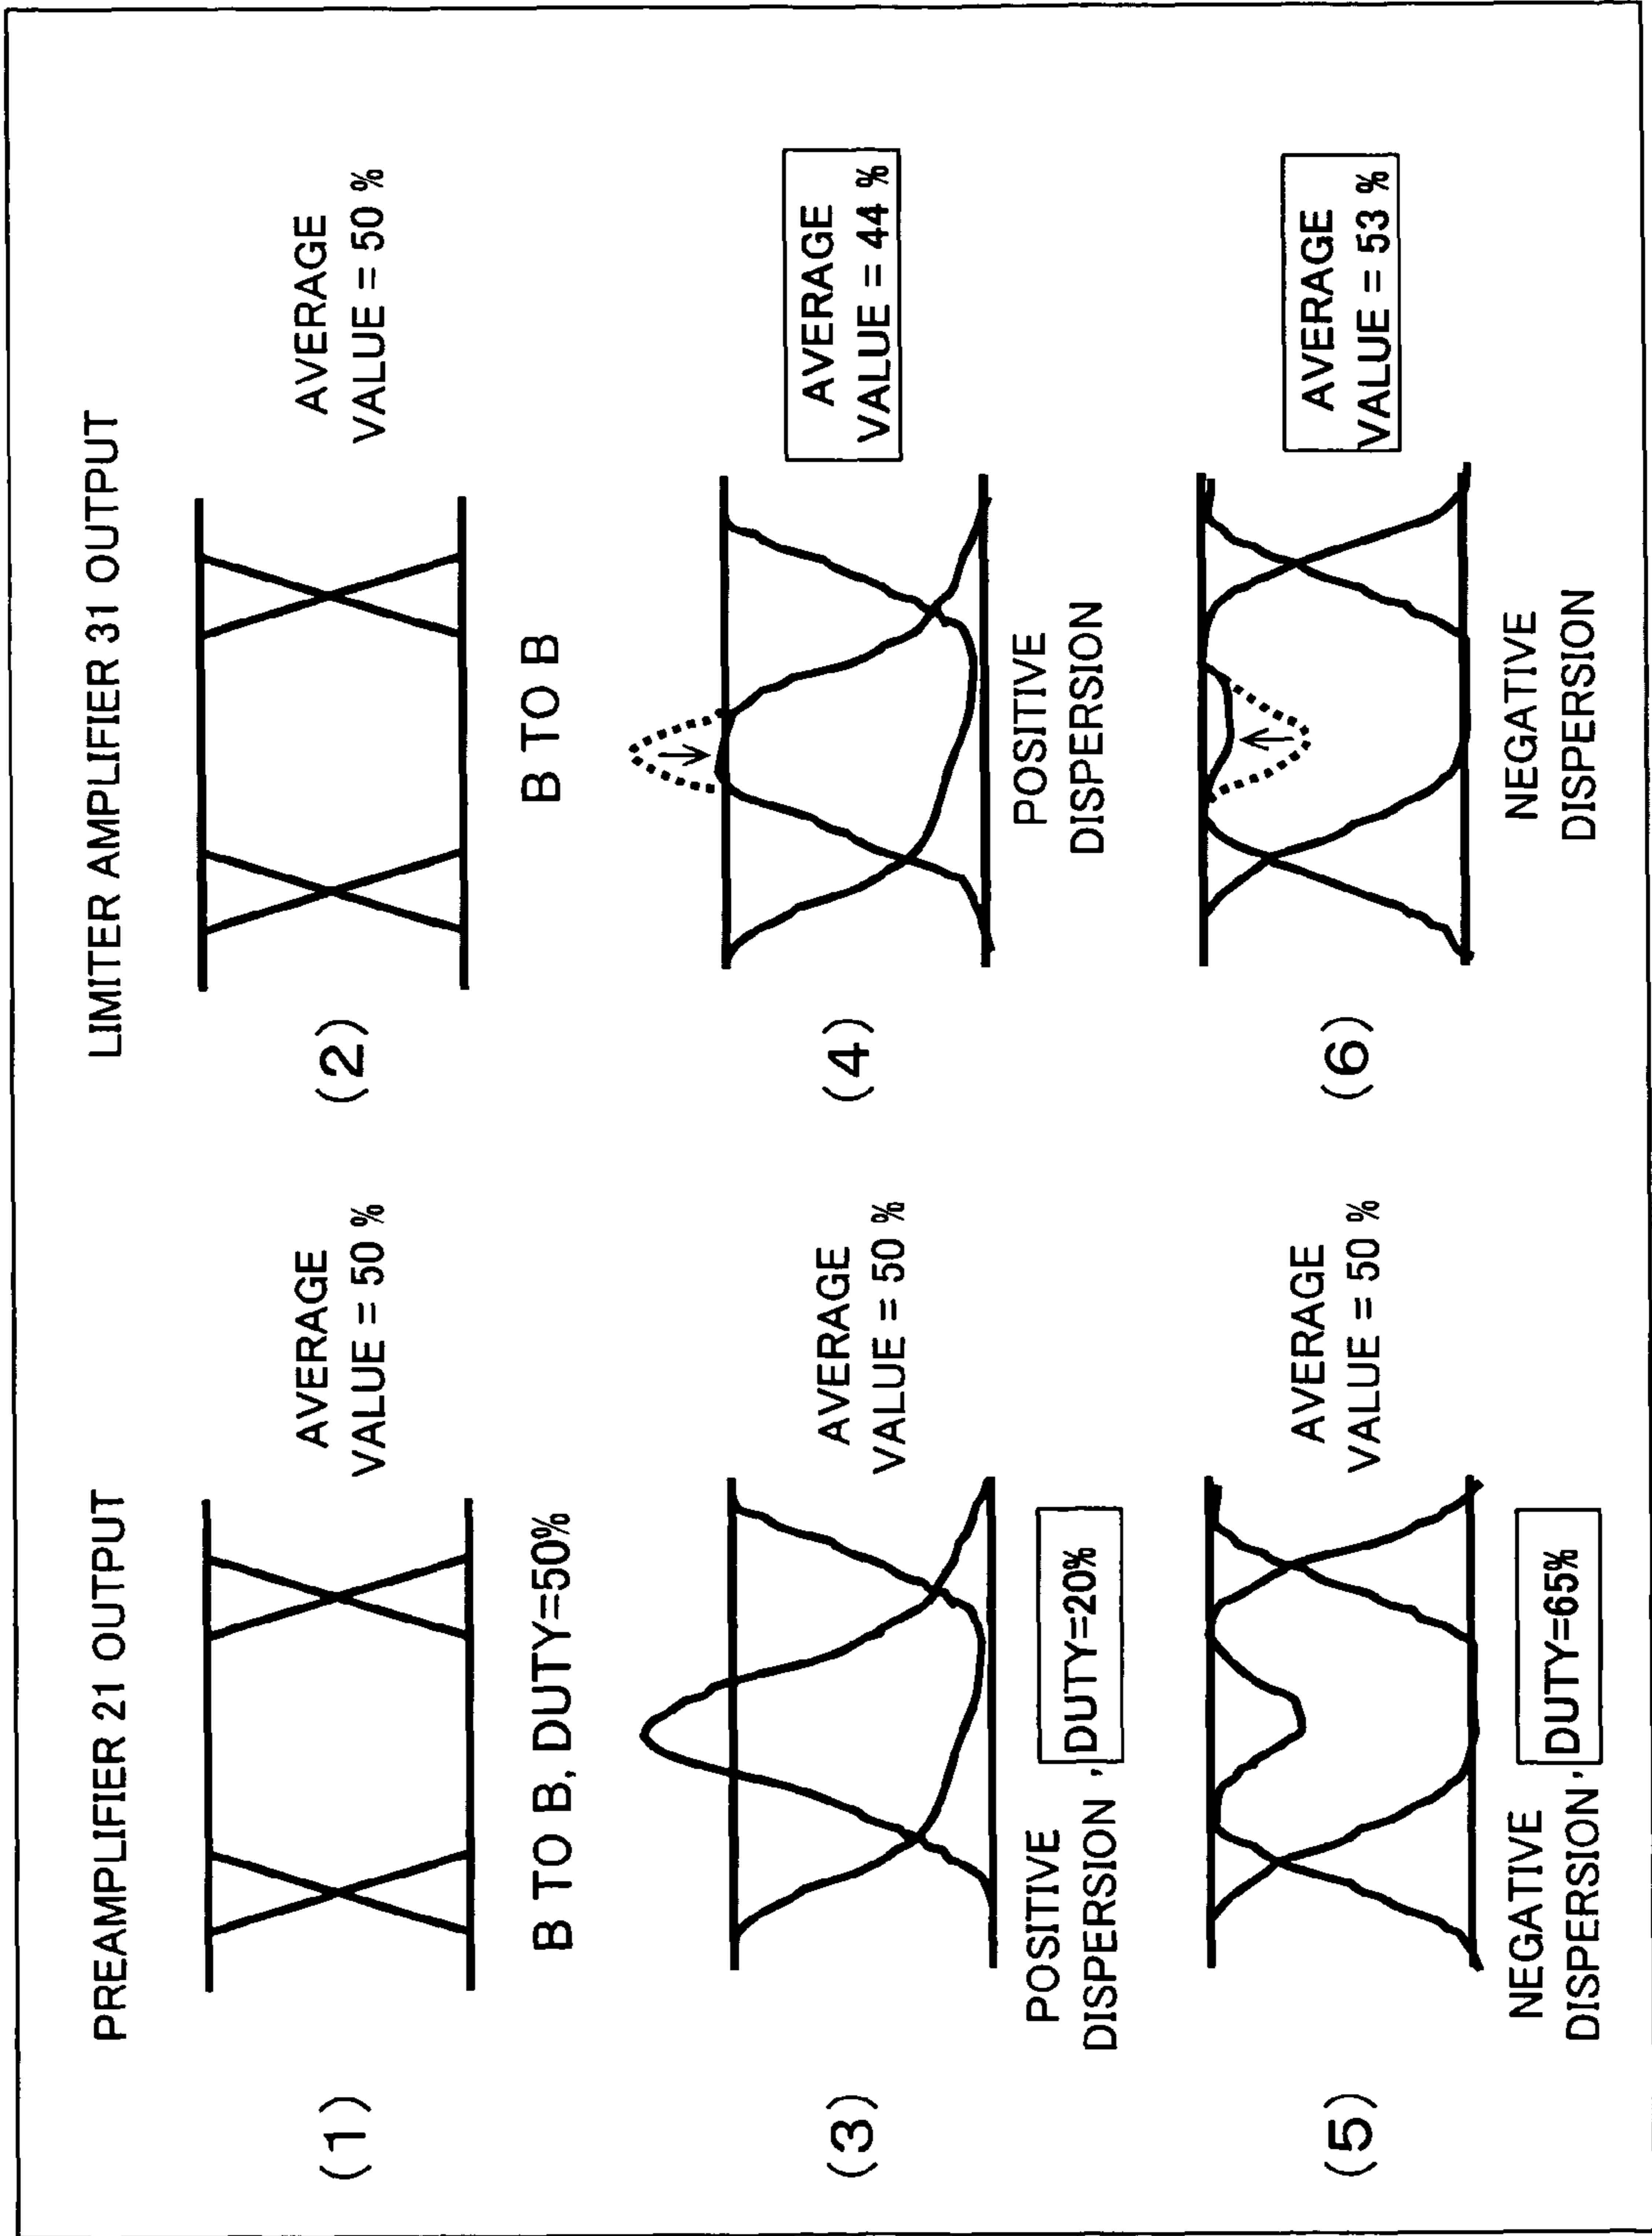 PREAMPLIFIER 21 OUTPUT
LIMITER AMPLIFIER 31 OUTPUT
(1)
AVERAGE
VALUE = 50 %
B TO B, DUTY=50%
(2)
AVERAGE
VALUE = 50 %
B TO B
(3)
AVERAGE
VALUE = 50 %
POSITIVE
DISPERSION , DUTY=20%
(4)
AVERAGE
VALUE = 44 %
POSITIVE
DISPERSION
(5)
AVERAGE
VALUE = 50 %
NEGATIVE
DISPERSION , DUTY=65%
(6)
AVERAGE
VALUE = 53 %
NEGATIVE
DISPERSION